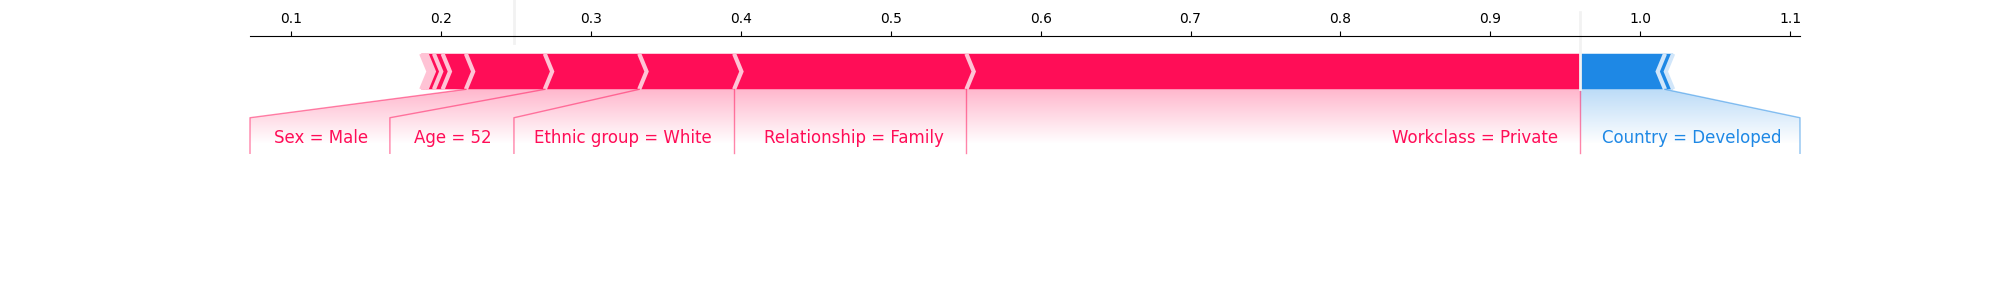 0.1 0.2 0.3 0.4 0.5 0.6 0.7 0.8 0.9 1.0 1.1
Sex = Male Age = 52 Ethnic group = White Relationship = Family Workclass = Private Country = Developed